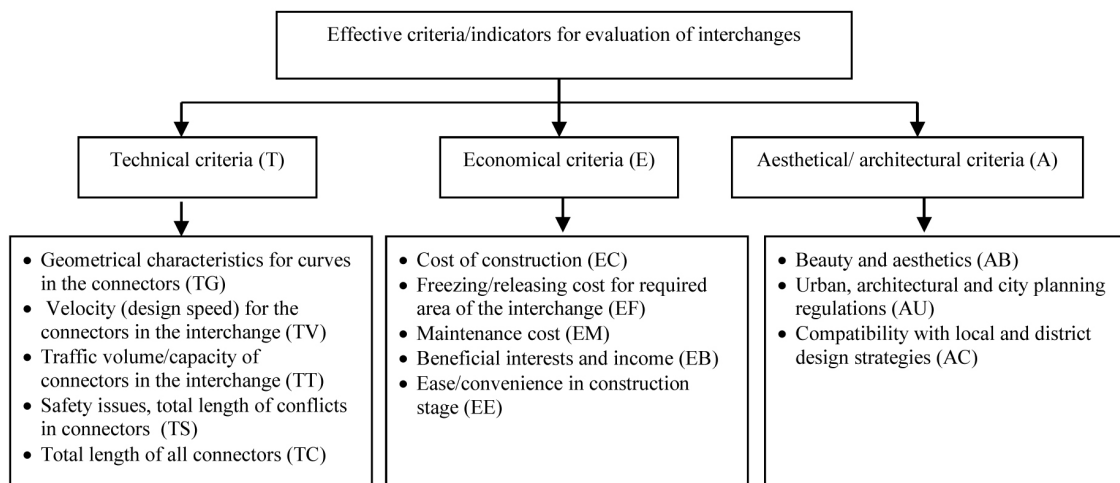 Effective criteria/indicators for evaluation of interchanges
Technical criteria (T)
Economical criteria (E)
Aesthetical/ architectural criteria (A)
• Geometrical characteristics for curves
in the connectors (TG)
• Velocity (design speed) for the
connectors in the interchange (TV)
• Traffic volume/capacity of
connectors in the interchange (TT)
• Safety issues, total length of conflicts
in connectors (TS)
• Total length of all connectors (TC)
• Cost of construction (EC)
• Freezing/releasing cost for required
area of the interchange (EF)
• Maintenance cost (EM)
• Beneficial interests and income (EB)
• Ease/convenience in construction
stage (EE)
• Beauty and aesthetics (AB)
• Urban, architectural and city planning
regulations (AU)
• Compatibility with local and district
design strategies (AC)